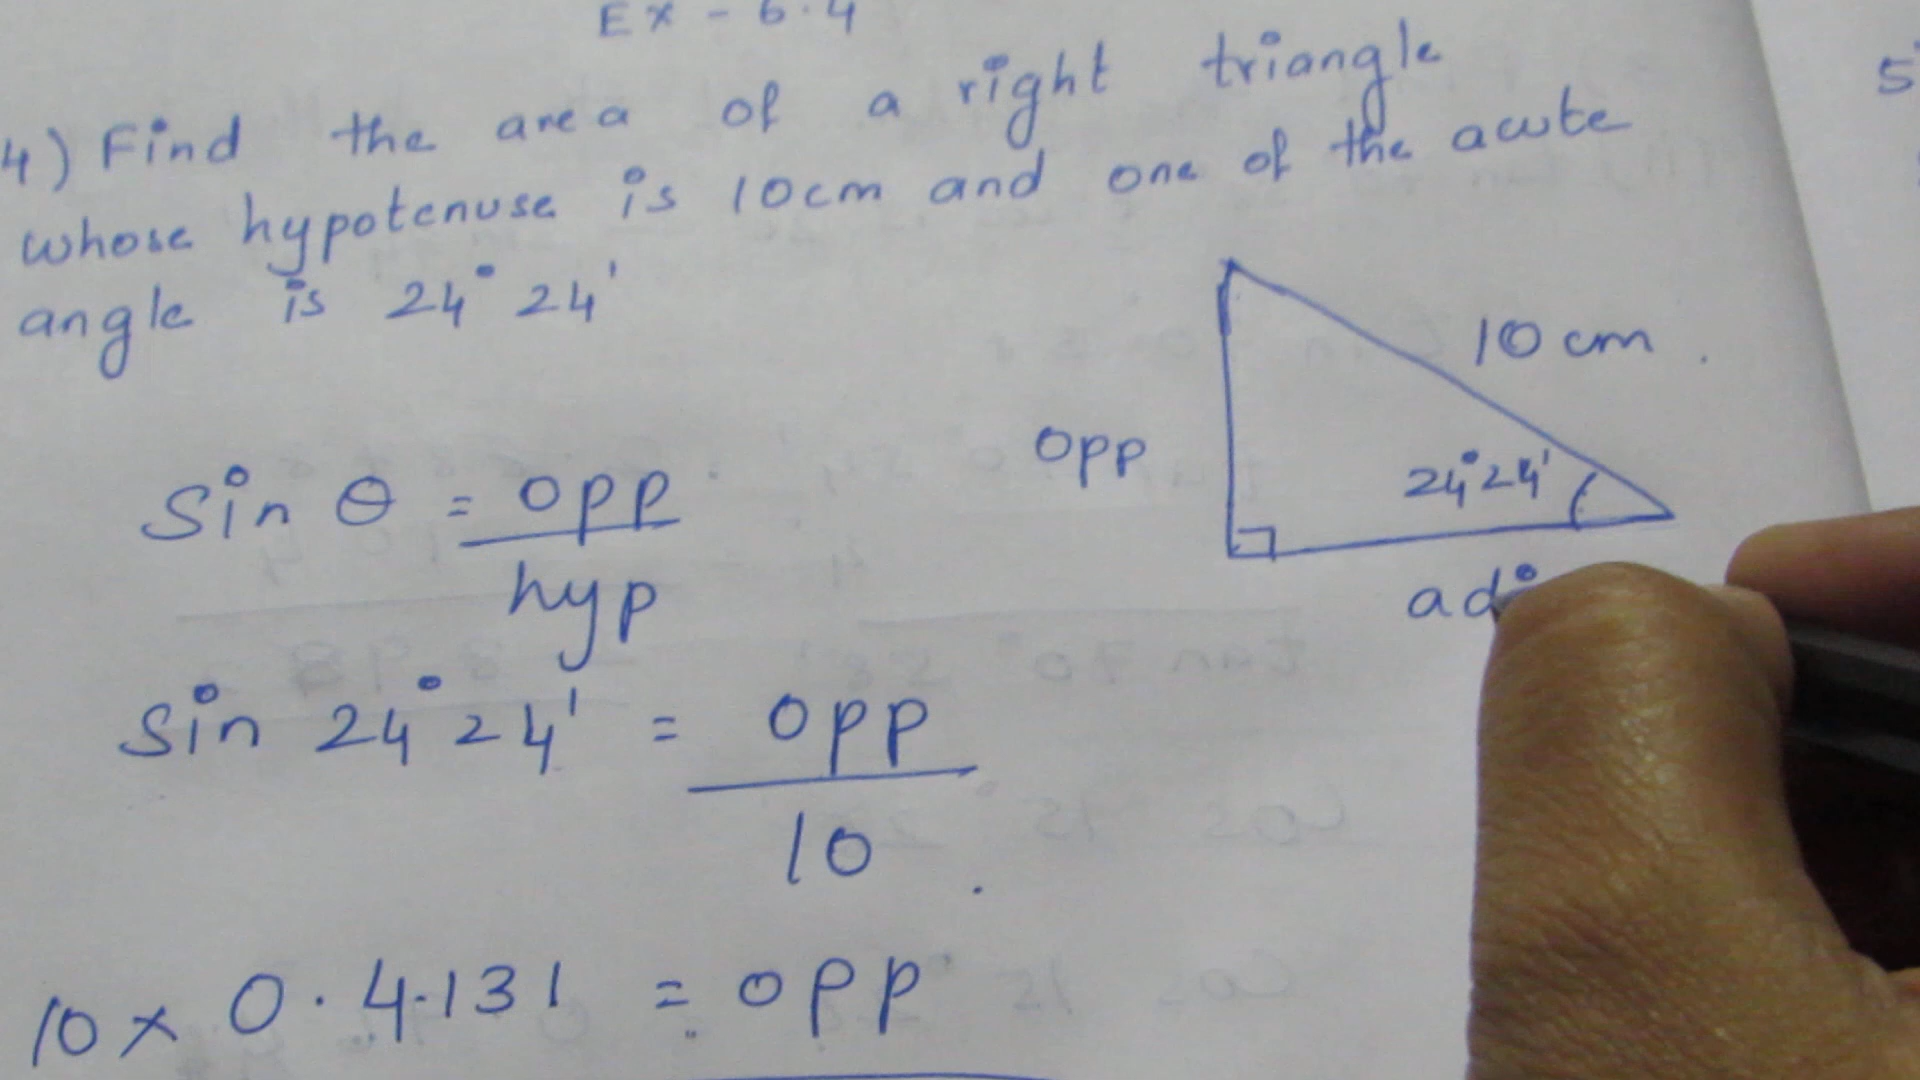 Ex - 6.4
4) Find the area of a right triangle
whose hypotenuse is 10cm and one of the acute
angle is 24° 24'
10 cm
opp
24° 24'
sin θ = opp
hyp
sin 24° 24' = opp
10
10 × 0.4131 = opp